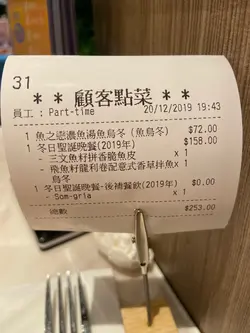 31
＊＊ 顧客點菜 ＊＊
員工 : Part-time 20/12/2019 19:43
1 魚之戀濃魚湯魚烏冬 (魚烏冬) $72.00
1 冬日聖誕晚餐(2019年) $158.00
- 三文魚籽拼香脆魚皮 x 1
- 飛魚籽龍利卷配意式香草拌魚 x 1
烏冬
1 冬日聖誕晚餐-後補餐飲(2019年) $0.00
- Som-gria x 1
總數 $253.00